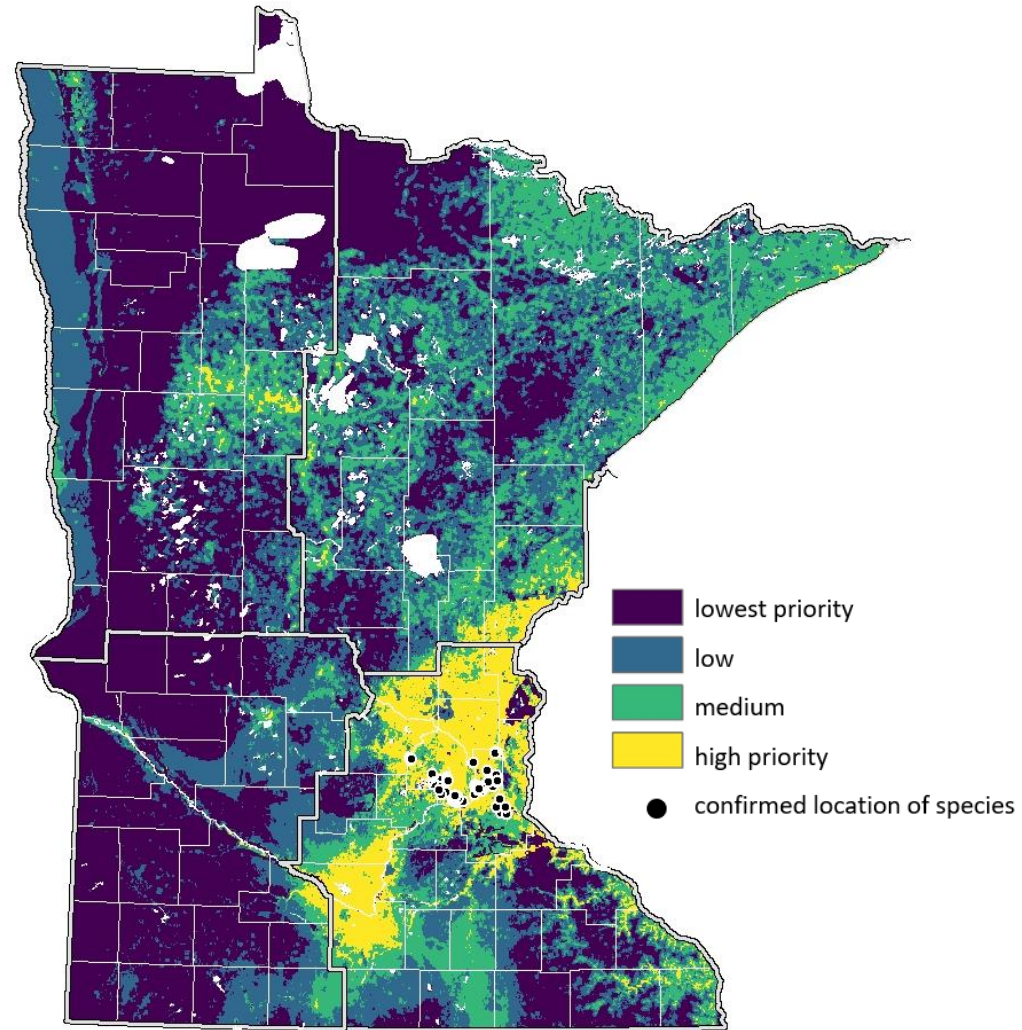 lowest priority
low
medium
high priority
confirmed location of species